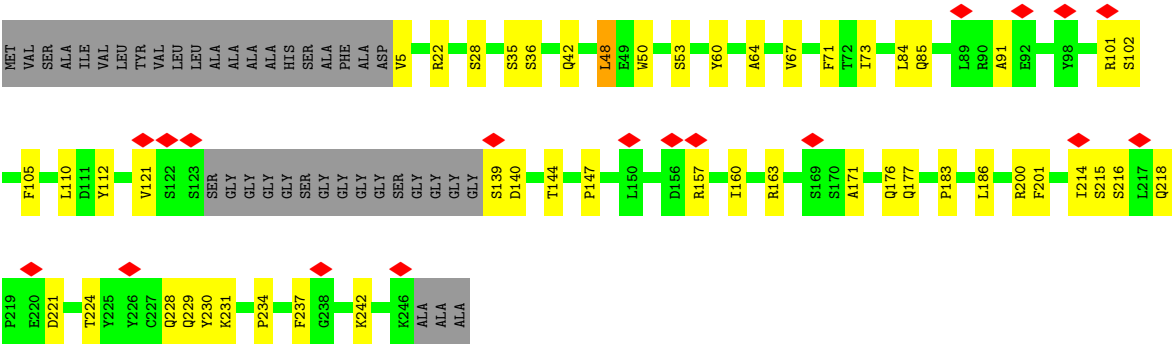 MET VAL SER ALA ILE VAL LEU TYR VAL LEU LEU ALA ALA ALA ALA HIS SER ALA PHE ALA ASP V5 R22 S28 S35 S36 Q42 L48 E49 W50 S53 Y60 A64 V67 F71 T72 I73 L84 Q85 L89 R90 A91 E92 Y98 R101 S102
F105 L110 D111 Y112 V121 S122 S123 SER GLY GLY GLY GLY SER GLY GLY GLY GLY SER GLY GLY GLY GLY S139 D140 T144 P147 L150 D156 R157 I160 R163 S169 S170 A171 Q176 Q177 P183 L186 R200 F201 I214 S215 S216 L217 Q218
P219 E220 D221 T224 Y225 Y226 C227 Q228 Q229 Y230 K231 P234 F237 G238 K242 K246 ALA ALA ALA